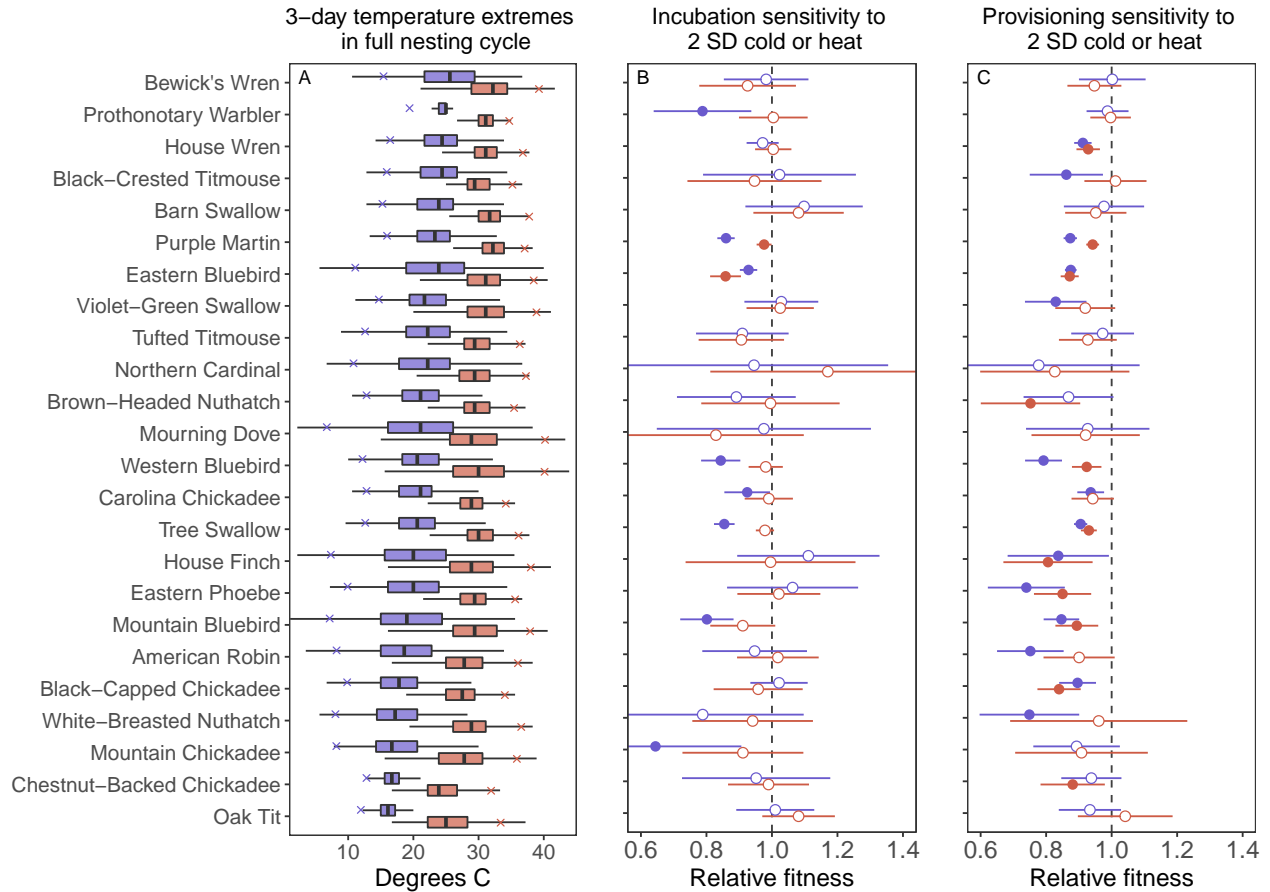 3−day temperature extremes
in full nesting cycle
Incubation sensitivity to
2 SD cold or heat
Provisioning sensitivity to
2 SD cold or heat
A
B
C
Bewick's Wren
Prothonotary Warbler
House Wren
Black−Crested Titmouse
Barn Swallow
Purple Martin
Eastern Bluebird
Violet−Green Swallow
Tufted Titmouse
Northern Cardinal
Brown−Headed Nuthatch
Mourning Dove
Western Bluebird
Carolina Chickadee
Tree Swallow
House Finch
Eastern Phoebe
Mountain Bluebird
American Robin
Black−Capped Chickadee
White−Breasted Nuthatch
Mountain Chickadee
Chestnut−Backed Chickadee
Oak Tit
10 20 30 40
0.6 0.8 1.0 1.2 1.4
0.6 0.8 1.0 1.2 1.4
Degrees C
Relative fitness
Relative fitness